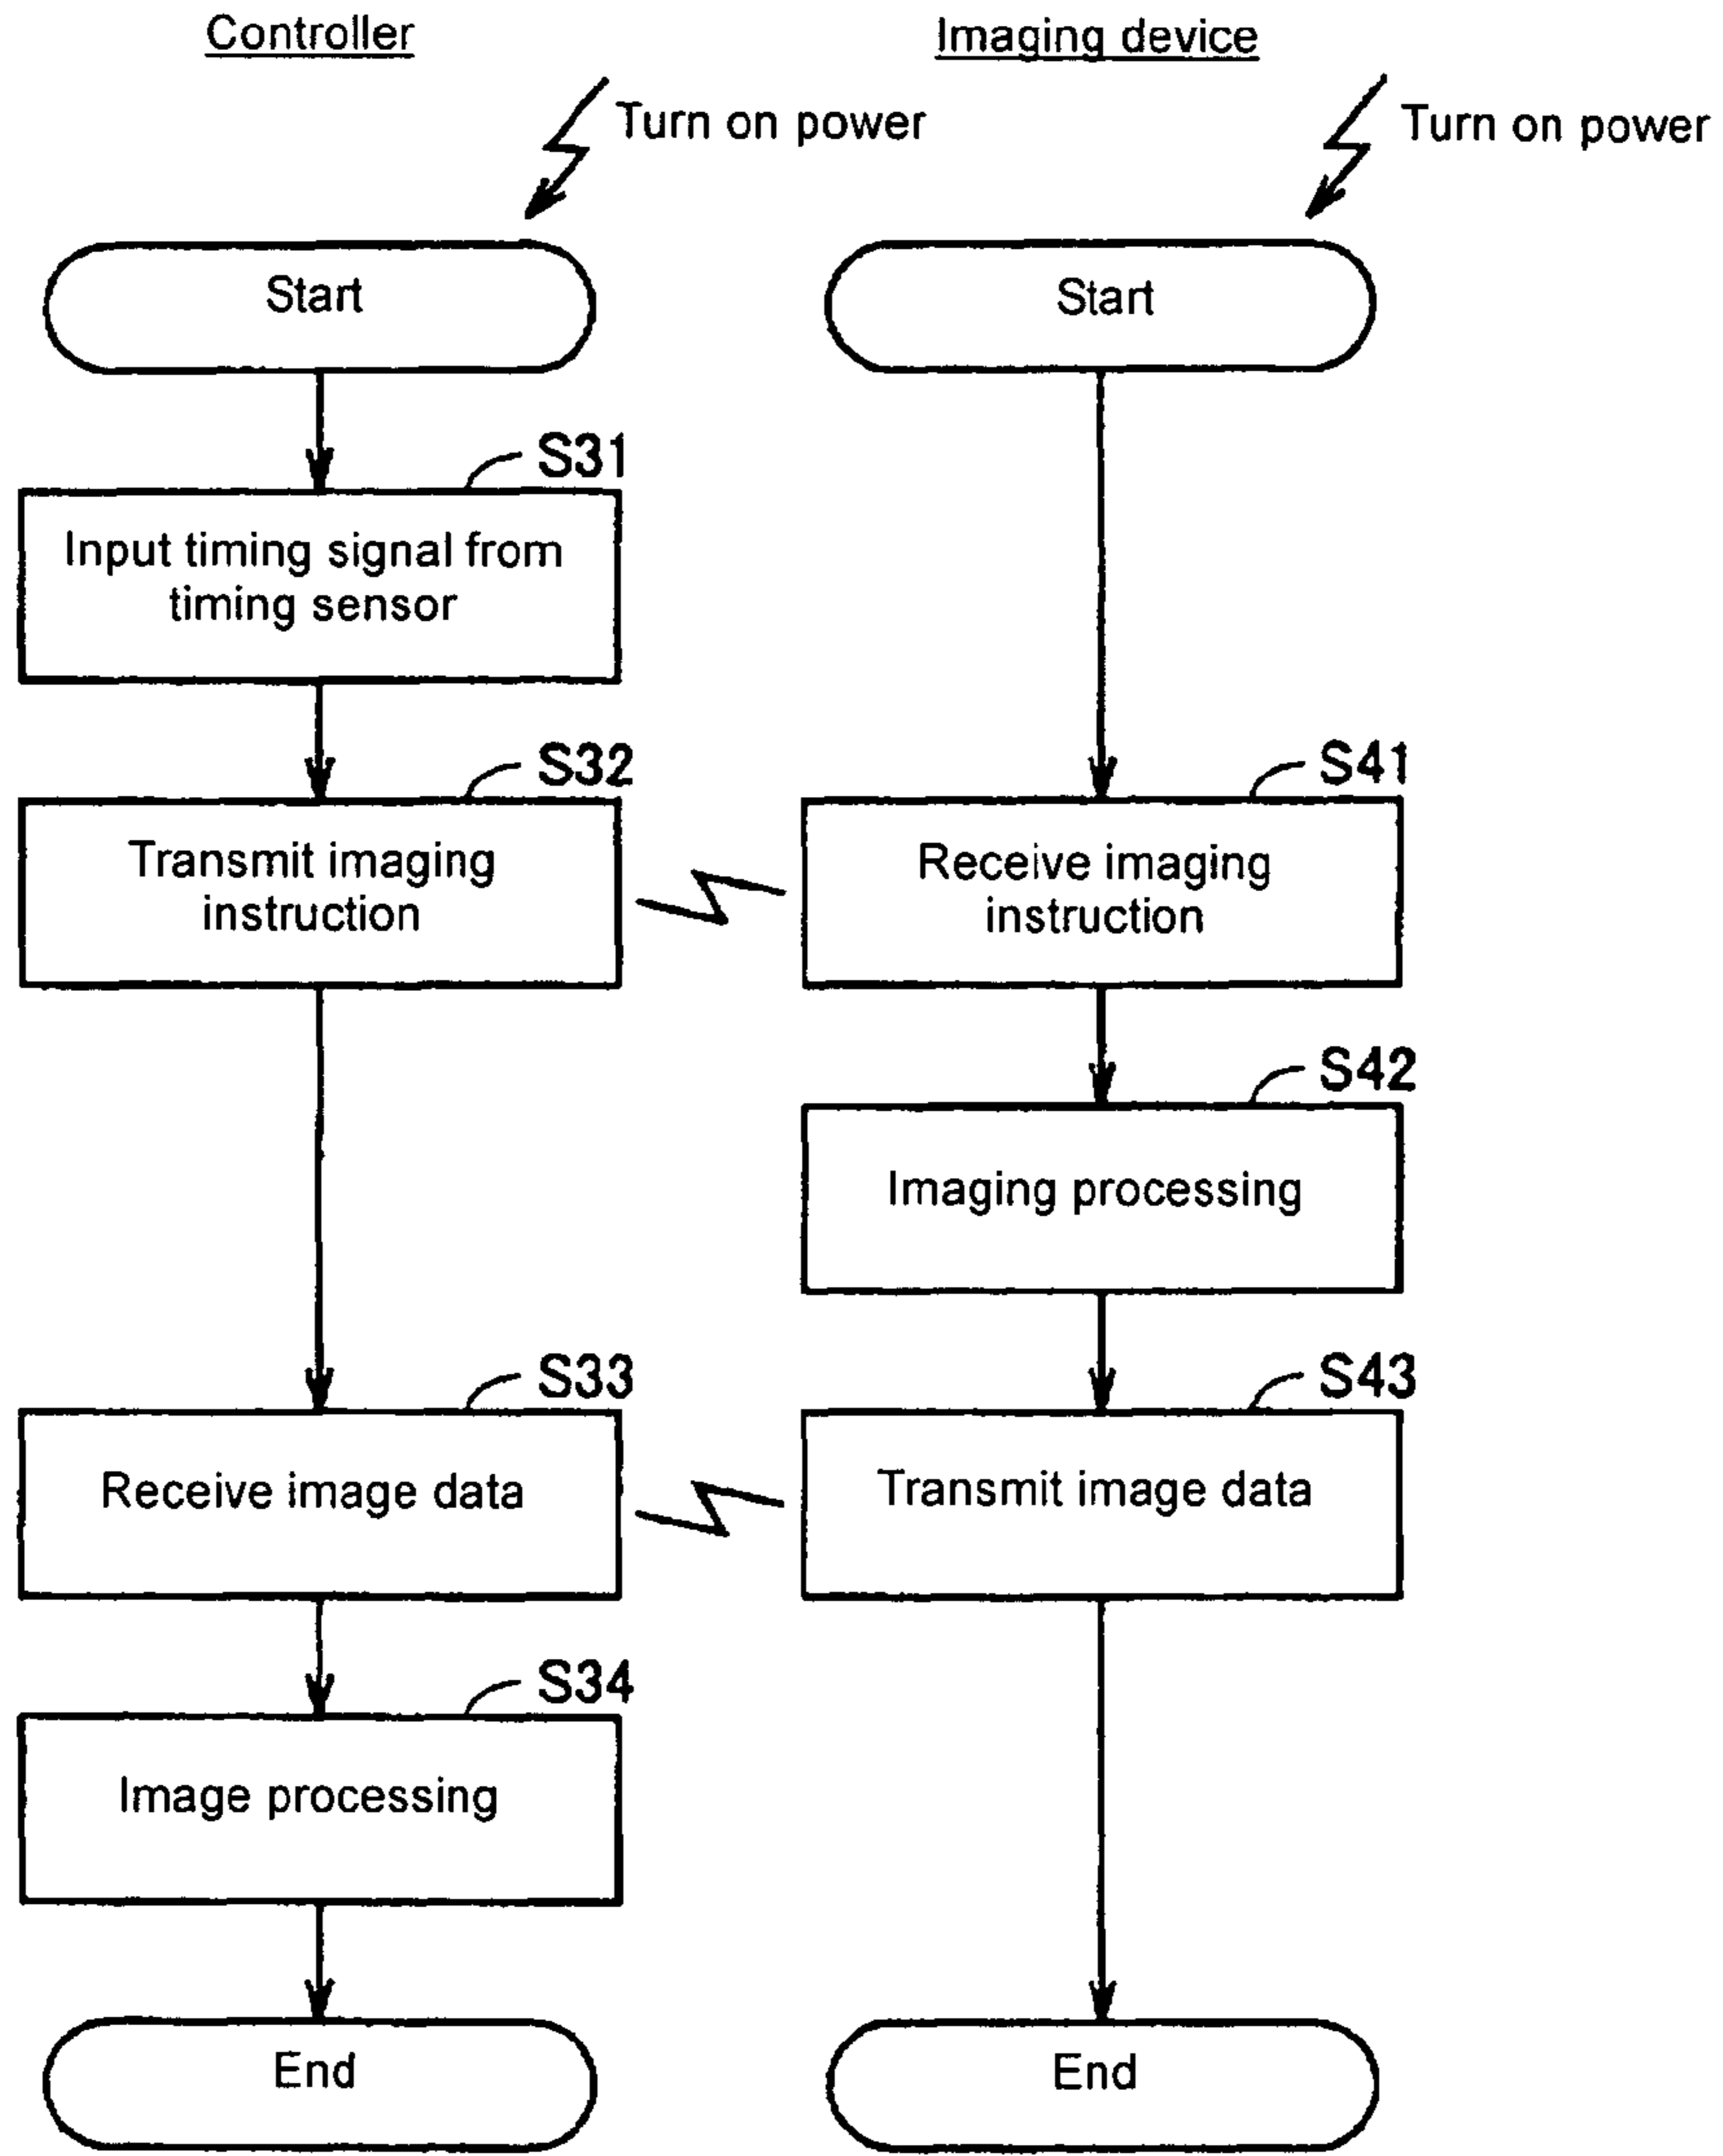 Controller
Imaging device
Turn on power
Turn on power
Start
Start
S31
Input timing signal from
timing sensor
S32
S41
Transmit imaging
instruction
Receive imaging
instruction
S42
Imaging processing
S33
S43
Receive image data
Transmit image data
S34
Image processing
End
End